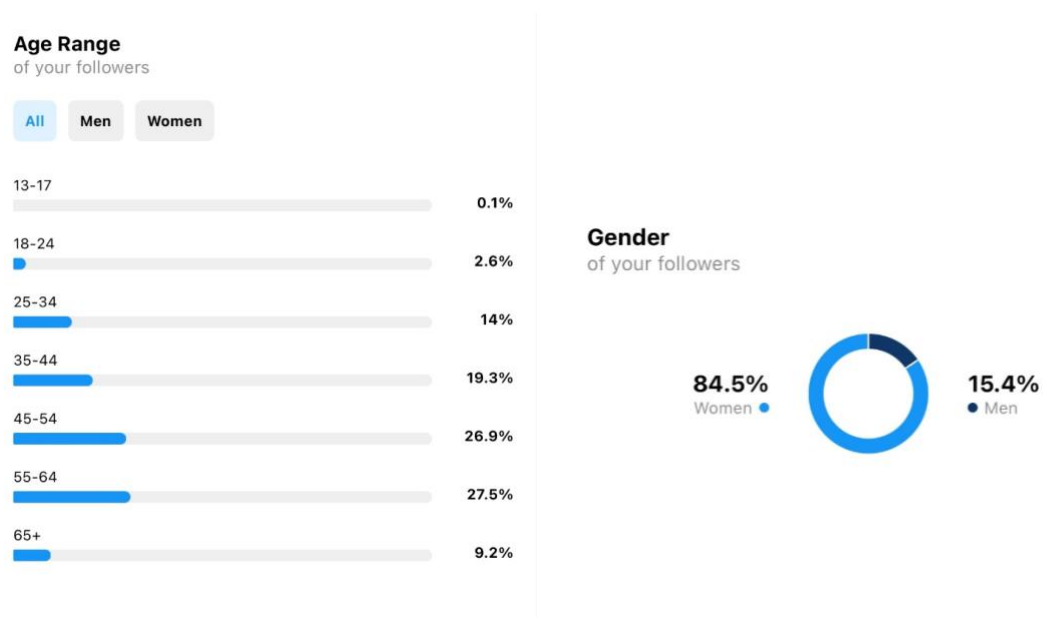 Age Range
of your followers
All Men Women
13-17
0.1%
18-24
2.6%
25-34
14%
35-44
19.3%
45-54
26.9%
55-64
27.5%
65+
9.2%
Gender
of your followers
84.5%
Women
15.4%
Men